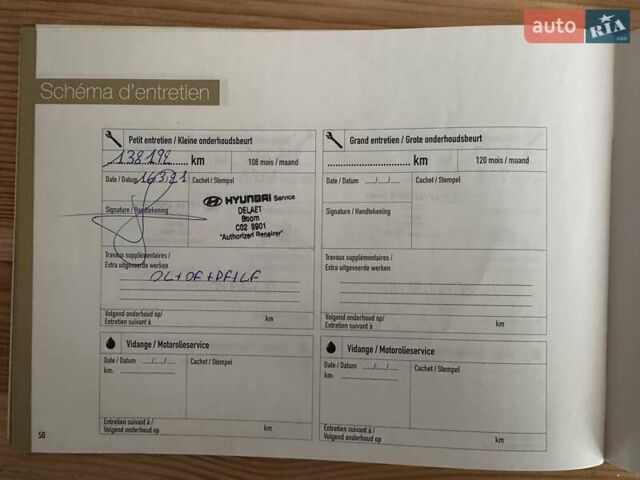 auto RIA.com
Schéma d'entretien
Petit entretien / Kleine onderhoudsbeurt
138192 km
106 mois / maand
Date / Datum 16.3.21
Cachet / Stempel
HYUNDAI Service
DELAET
Boom
C02 9901
"Authorized Repairer"
Signature / Handtekening
Travaux supplémentaires /
Extra uitgevoerde werken
OL+OF+PF+LF
Volgend onderhoud op/
Entretien suivant à
km
Grand entretien / Grote onderhoudsbeurt
km
120 mois / maand
Date / Datum ..../..../....
Cachet / Stempel
Signature / Handtekening
Travaux supplémentaires /
Extra uitgevoerde werken
Volgend onderhoud op/
Entretien suivant à
km
Vidange / Motorolieservice
Date / Datum ..../..../....
Cachet / Stempel
km:
Entretien suivant à /
Volgend onderhoud op
km
Vidange / Motorolieservice
Date / Datum ..../..../....
Cachet / Stempel
km:
Entretien suivant à /
Volgend onderhoud op
km
50